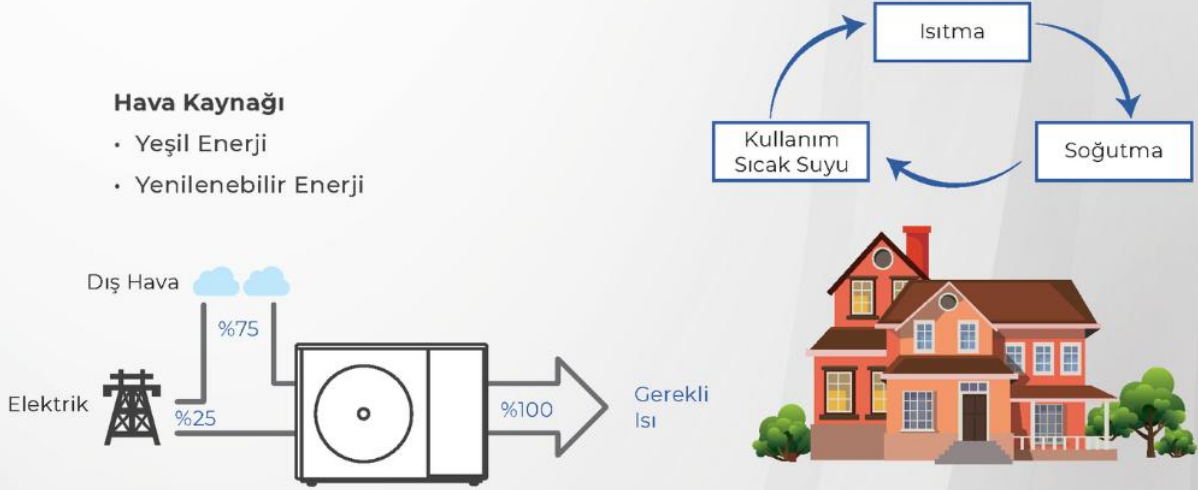 Hava Kaynağı
• Yeşil Enerji
• Yenilenebilir Enerji
Isıtma
Kullanım
Sıcak Suyu
Soğutma
Dış Hava
%75
Elektrik
%25
%100
Gerekli
Isı